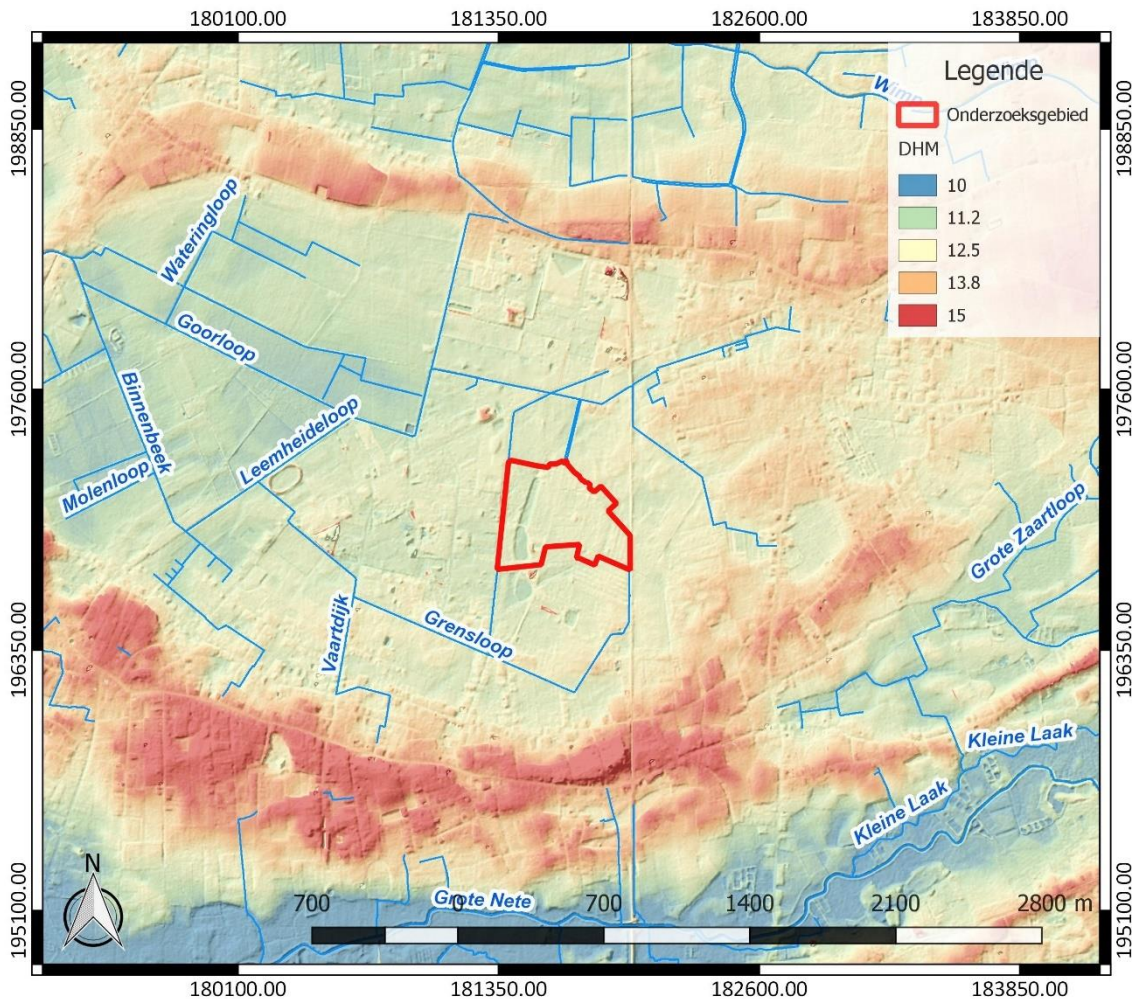 180100.00
181350.00
182600.00
183850.00
Legende
Onderzoeksgebied
DHM
10
11.2
12.5
13.8
15
198850.00
198850.00
Wateringloop
Goorloop
Binnenbeek
Leemheideloop
Molenloop
197600.00
197600.00
Grote Zaartloop
Vaartdijk
Grensloop
196350.00
196350.00
Kleine Laak
Kleine Laak
Grote Nete
N
700
0
700
1400
2100
2800 m
195100.00
195100.00
180100.00
181350.00
182600.00
183850.00